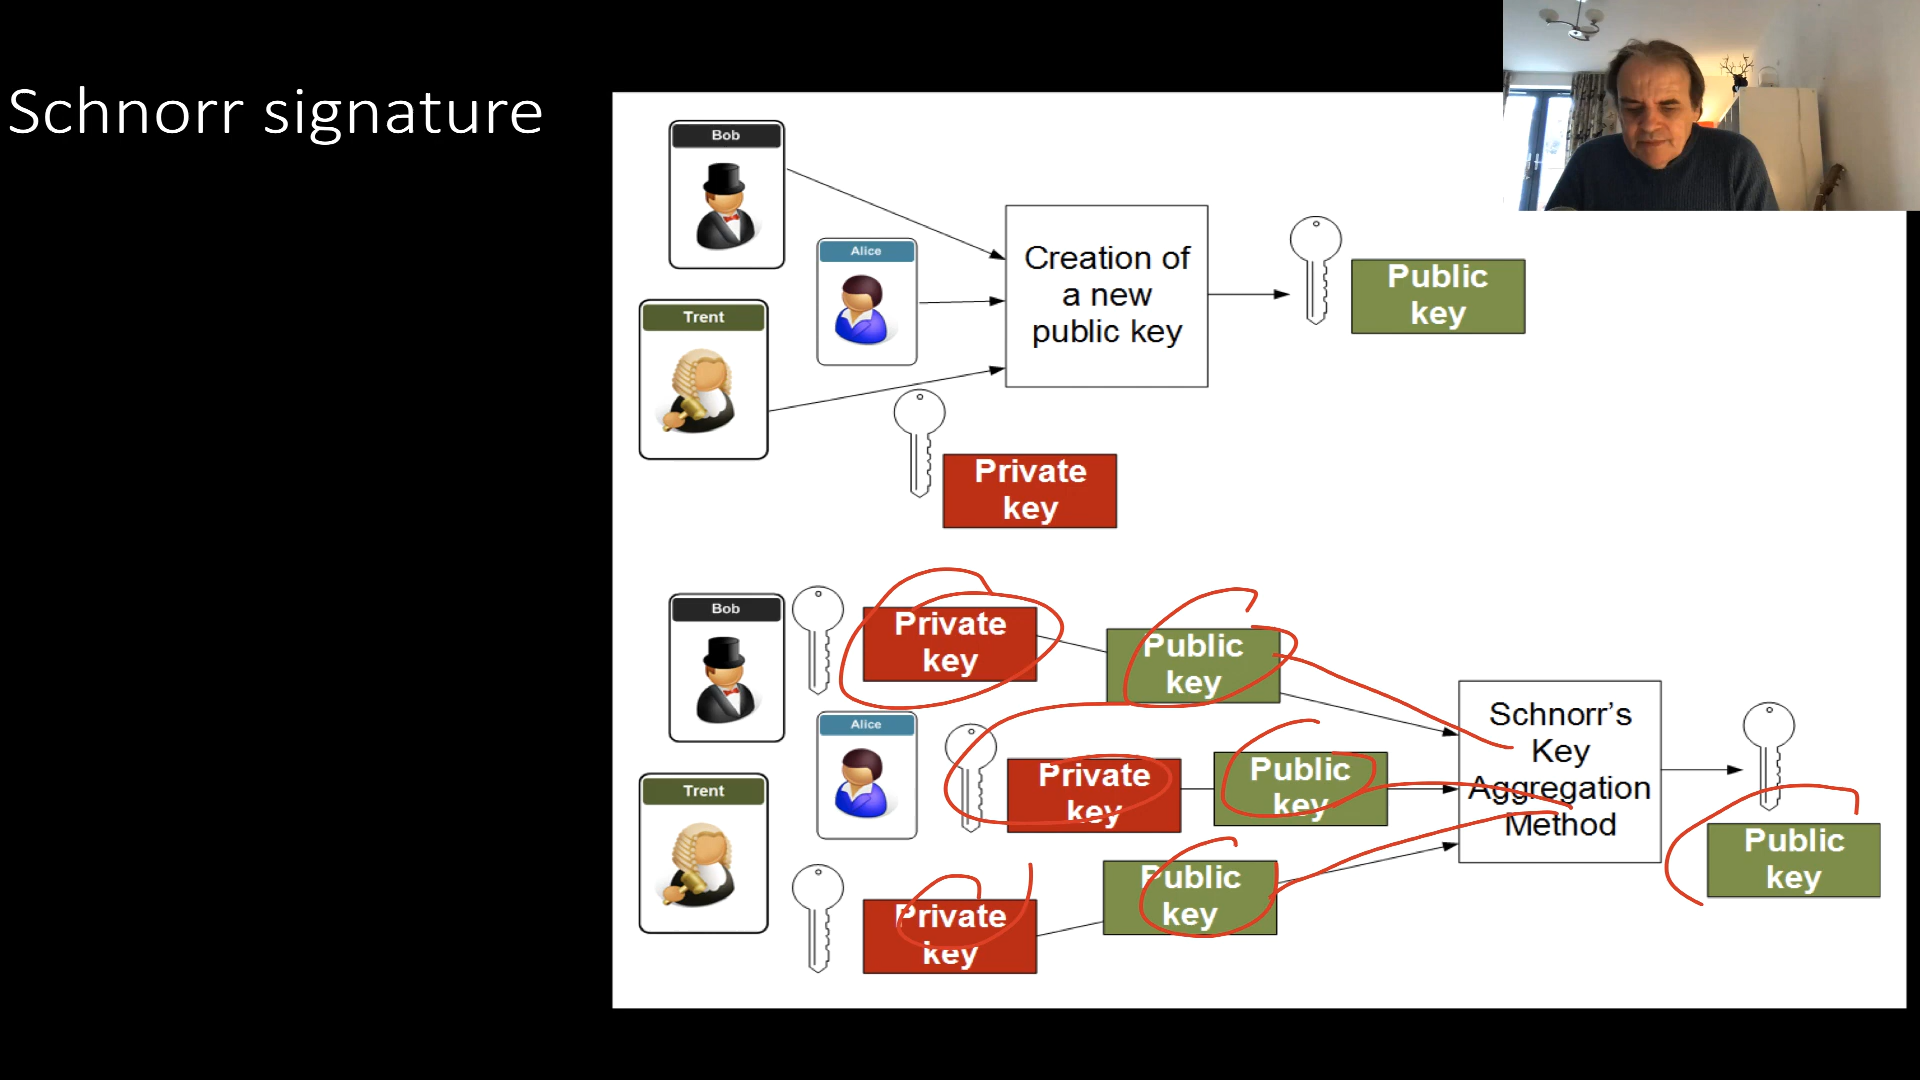 Schnorr signature
Bob
Alice
Trent
Creation of
a new
public key
Public
key
Private
key
Bob
Private
key
Public
key
Alice
Private
key
Public
key
Schnorr's
Key
Aggregation
Method
Trent
Private
key
Public
key
Public
key